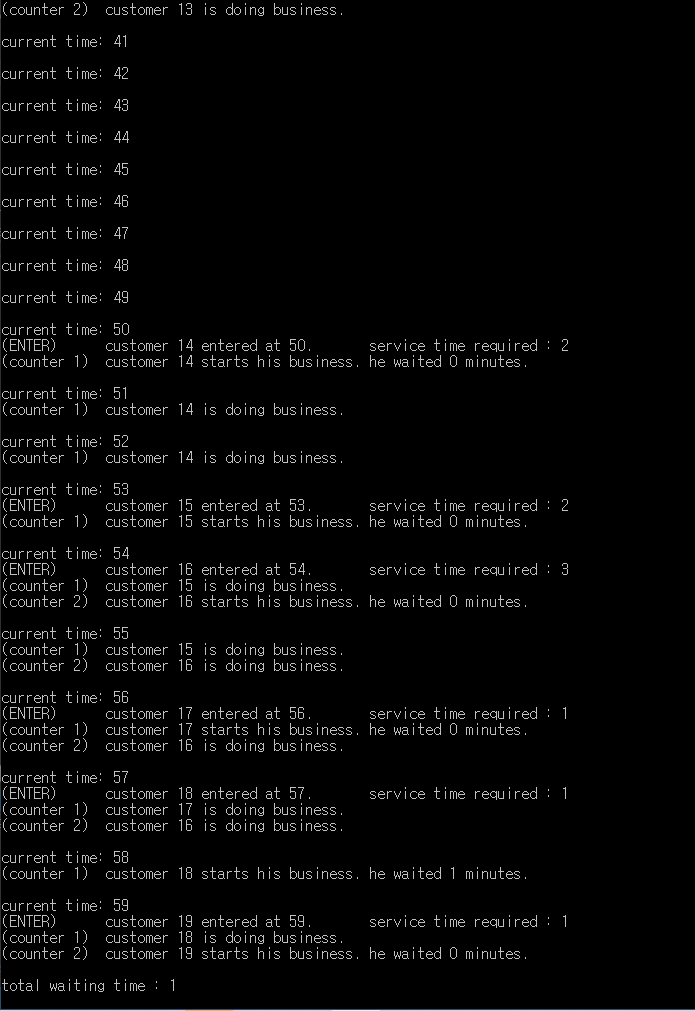 (counter 2)  customer 13 is doing business.
current time: 41
current time: 42
current time: 43
current time: 44
current time: 45
current time: 46
current time: 47
current time: 48
current time: 49
current time: 50
(ENTER)      customer 14 entered at 50.       service time required : 2
(counter 1)  customer 14 starts his business. he waited 0 minutes.
current time: 51
(counter 1)  customer 14 is doing business.
current time: 52
(counter 1)  customer 14 is doing business.
current time: 53
(ENTER)      customer 15 entered at 53.       service time required : 2
(counter 1)  customer 15 starts his business. he waited 0 minutes.
current time: 54
(ENTER)      customer 16 entered at 54.       service time required : 3
(counter 1)  customer 15 is doing business.
(counter 2)  customer 16 starts his business. he waited 0 minutes.
current time: 55
(counter 1)  customer 15 is doing business.
(counter 2)  customer 16 is doing business.
current time: 56
(ENTER)      customer 17 entered at 56.       service time required : 1
(counter 1)  customer 17 starts his business. he waited 0 minutes.
(counter 2)  customer 16 is doing business.
current time: 57
(ENTER)      customer 18 entered at 57.       service time required : 1
(counter 1)  customer 17 is doing business.
(counter 2)  customer 16 is doing business.
current time: 58
(counter 1)  customer 18 starts his business. he waited 1 minutes.
current time: 59
(ENTER)      customer 19 entered at 59.       service time required : 1
(counter 1)  customer 18 is doing business.
(counter 2)  customer 19 starts his business. he waited 0 minutes.
total waiting time : 1